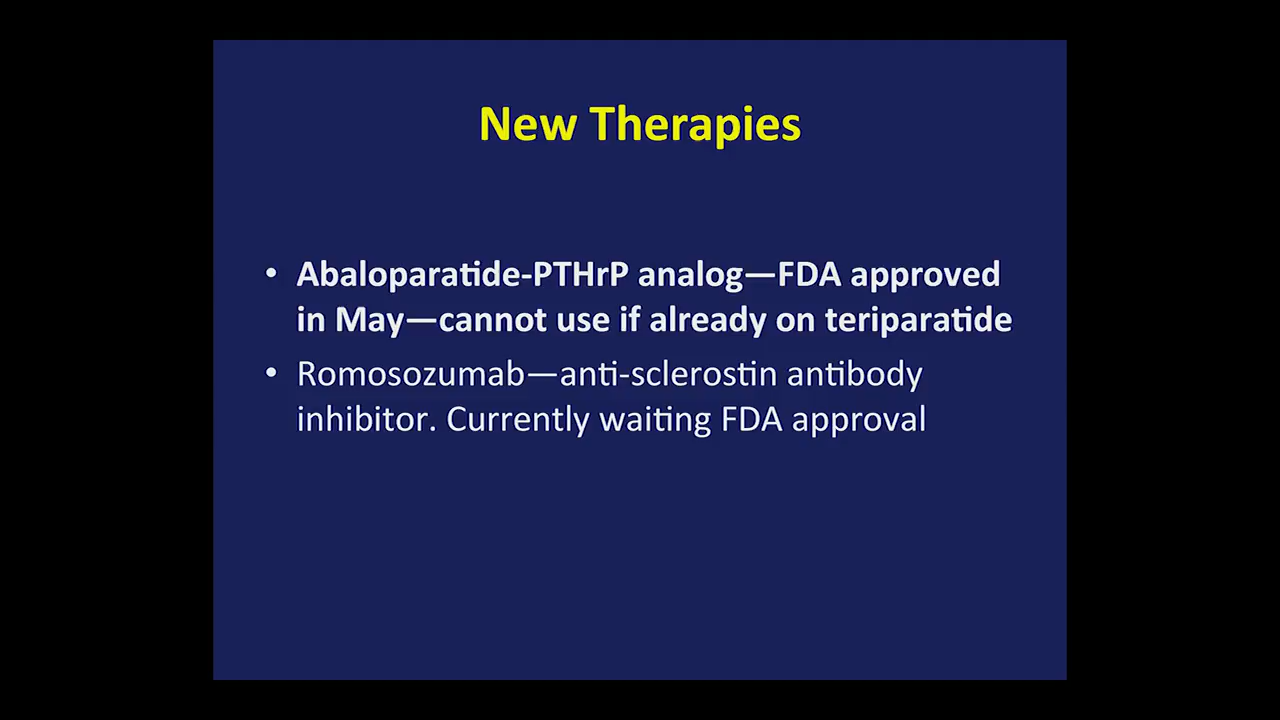 New Therapies
• Abaloparatide-PTHrP analog—FDA approved
in May—cannot use if already on teriparatide
• Romosozumab—anti-sclerostin antibody
inhibitor. Currently waiting FDA approval